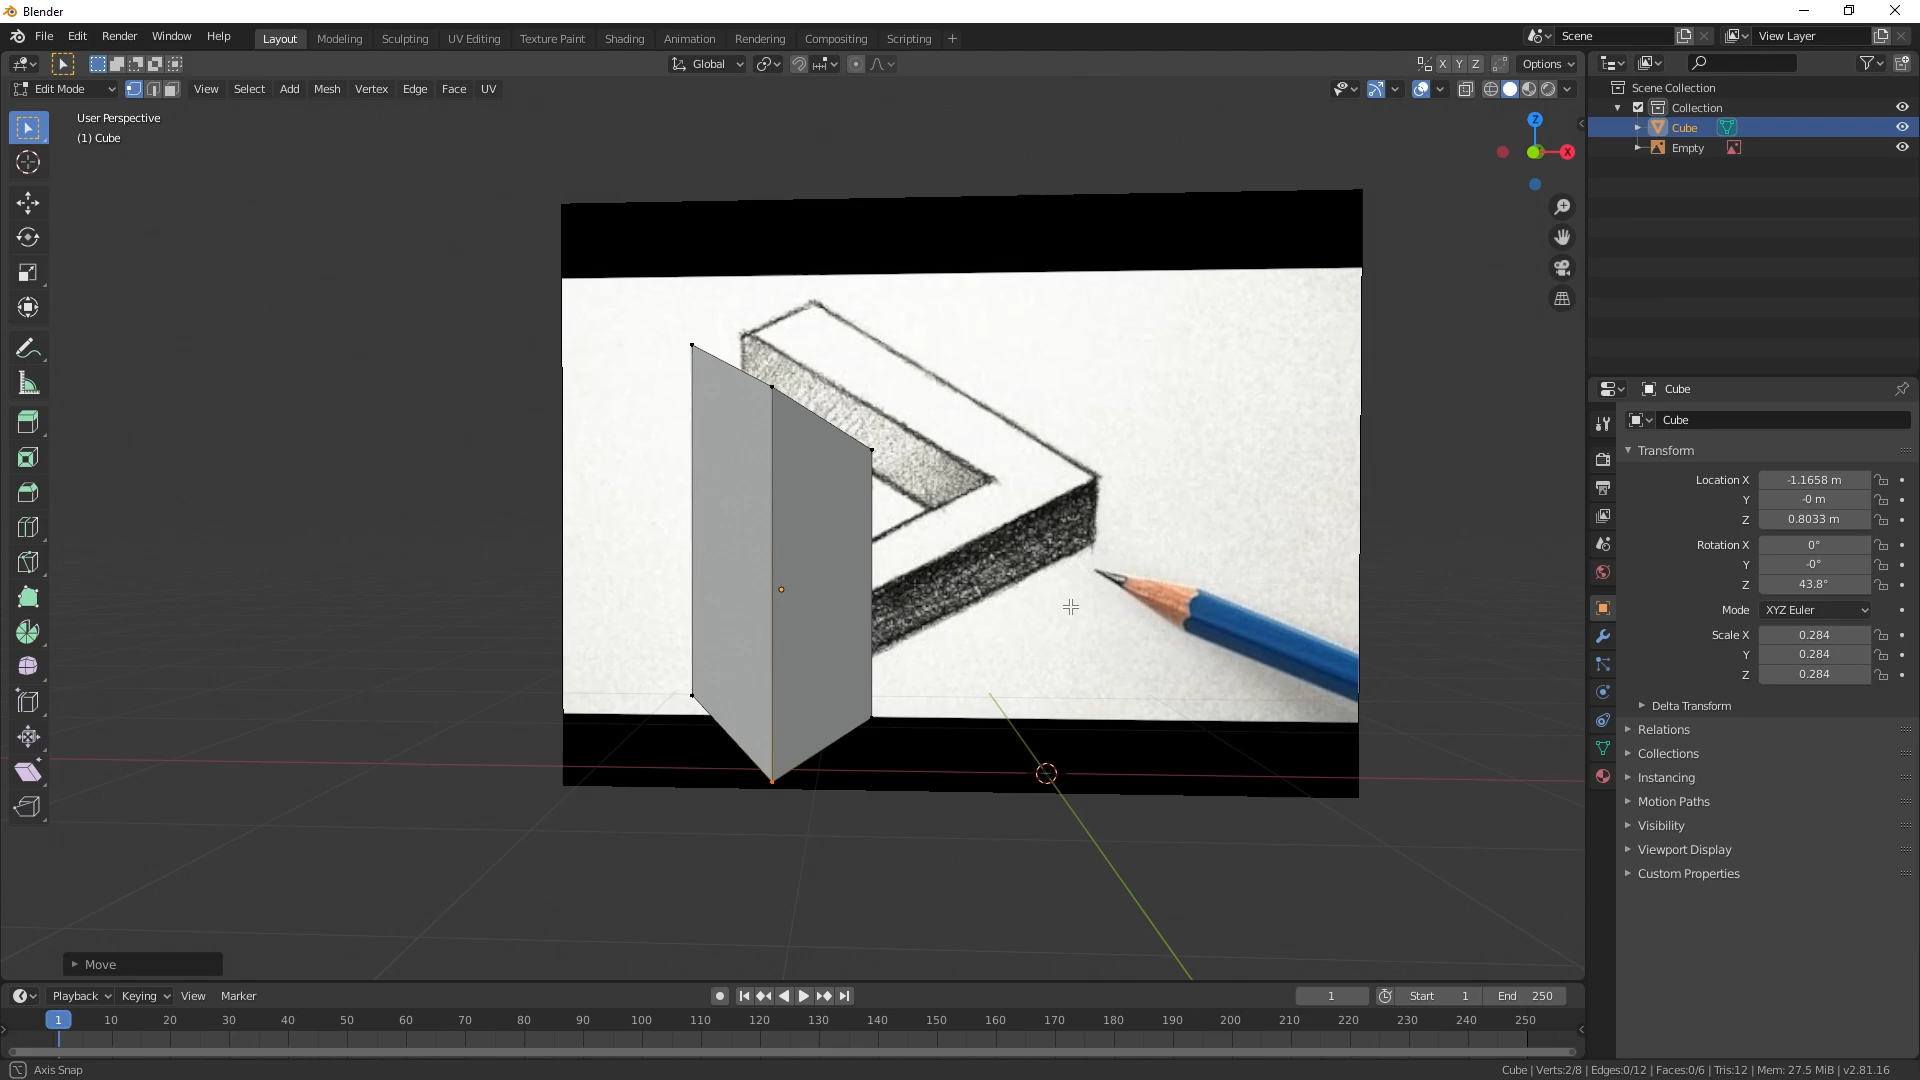 Blender
File Edit Render Window Help Layout Modeling Sculpting UV Editing Texture Paint Shading Animation Rendering Compositing Scripting + Scene View Layer
Global X Y Z Options
Edit Mode View Select Add Mesh Vertex Edge Face UV
User Perspective
(1) Cube
Z
X
Scene Collection
Collection
Cube
Empty
Cube
Cube
Transform
Location X -1.1658 m
Y -0 m
Z 0.8033 m
Rotation X 0°
Y -0°
Z 43.8°
Mode XYZ Euler
Scale X 0.284
Y 0.284
Z 0.284
Delta Transform
Relations
Collections
Instancing
Motion Paths
Visibility
Viewport Display
Custom Properties
Move
Playback Keying View Marker 1 Start 1 End 250
1 10 20 30 40 50 60 70 80 90 100 110 120 130 140 150 160 170 180 190 200 210 220 230 240 250
Axis Snap
Cube | Verts:2/8 | Edges:0/12 | Faces:0/6 | Tris:12 | Mem: 27.5 MiB | v2.81.16